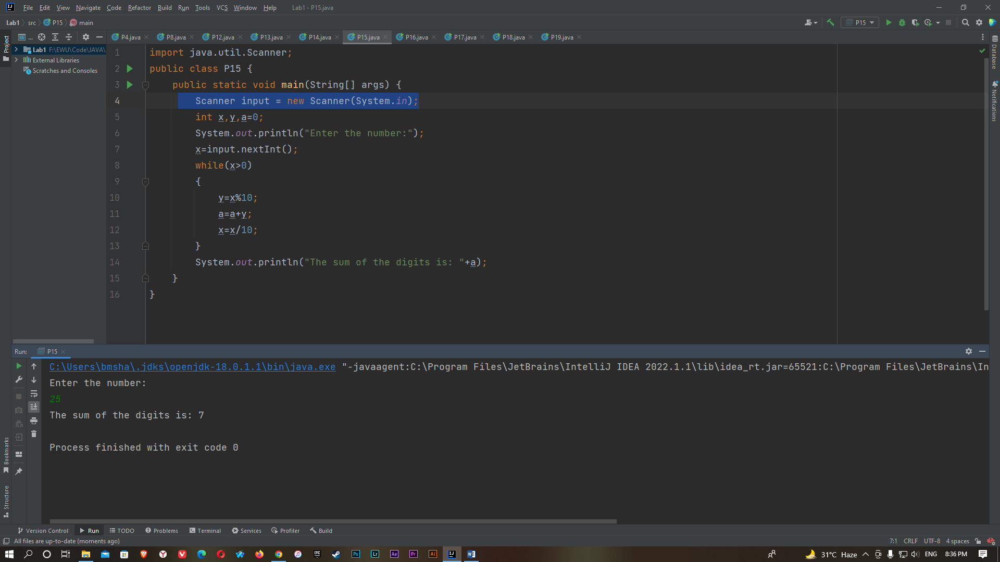 File Edit View Navigate Code Refactor Build Run Tools VCS Window Help Lab1 - P15.java
Lab1 src P15 main P15
... P4.java P8.java P12.java P13.java P14.java P15.java P16.java P17.java P18.java P19.java
Project
Lab1 F:\EWU\Code\JAVA\
External Libraries
Scratches and Consoles
1 import java.util.Scanner;
2 public class P15 {
3 public static void main(String[] args) {
4 Scanner input = new Scanner(System.in);
5 int x,y,a=0;
6 System.out.println("Enter the number:");
7 x=input.nextInt();
8 while(x>0)
9 {
10 y=x%10;
11 a=a+y;
12 x=x/10;
13 }
14 System.out.println("The sum of the digits is: "+a);
15 }
16 }
Database
Notifications
Run: P15
C:\Users\bmsha\.jdks\openjdk-18.0.1.1\bin\java.exe "-javaagent:C:\Program Files\JetBrains\IntelliJ IDEA 2022.1.1\lib\idea_rt.jar=65521:C:\Program Files\JetBrains\In
Enter the number:
25
The sum of the digits is: 7
Process finished with exit code 0
Bookmarks
Structure
Version Control Run TODO Problems Terminal Services Profiler Build
All files are up-to-date (moments ago) 7:1 CRLF UTF-8 4 spaces
EPIC GAMES Ps Lr Ae Pr Ai IJ 31°C Haze ENG 8:36 PM